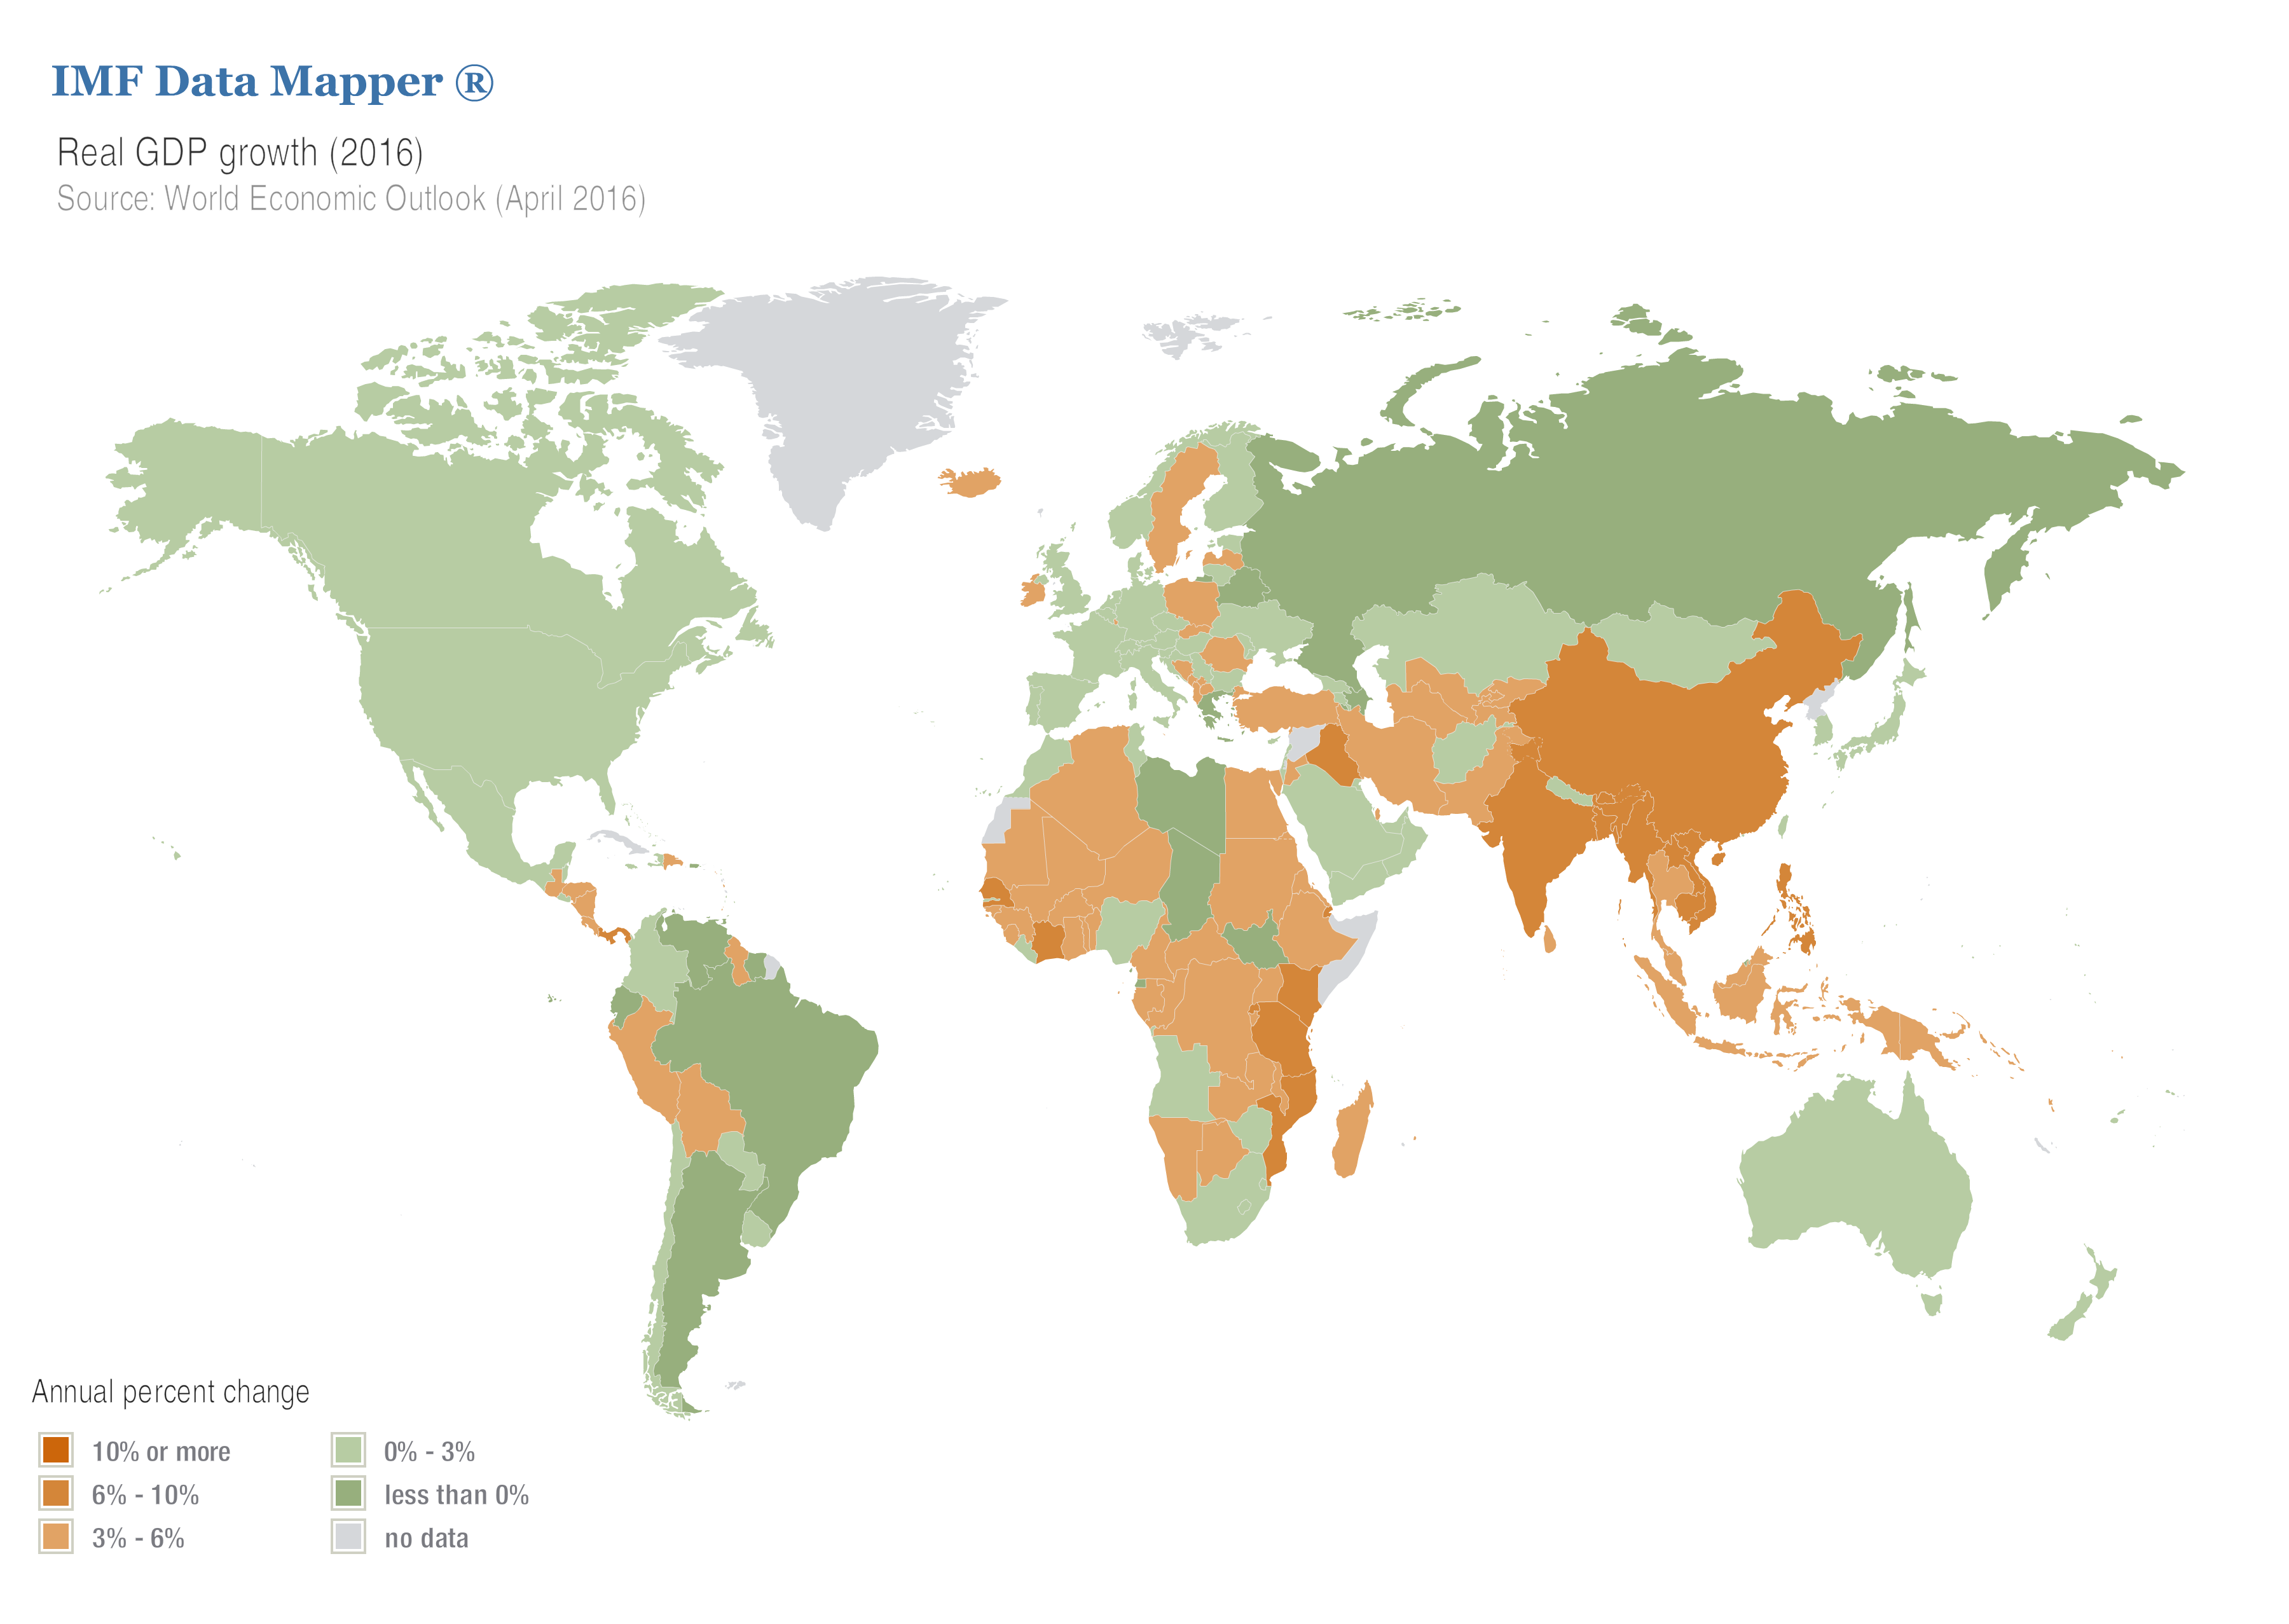 IMF Data Mapper ®
Real GDP growth (2016)
Source: World Economic Outlook (April 2016)
Annual percent change
10% or more
6% - 10%
3% - 6%
0% - 3%
less than 0%
no data